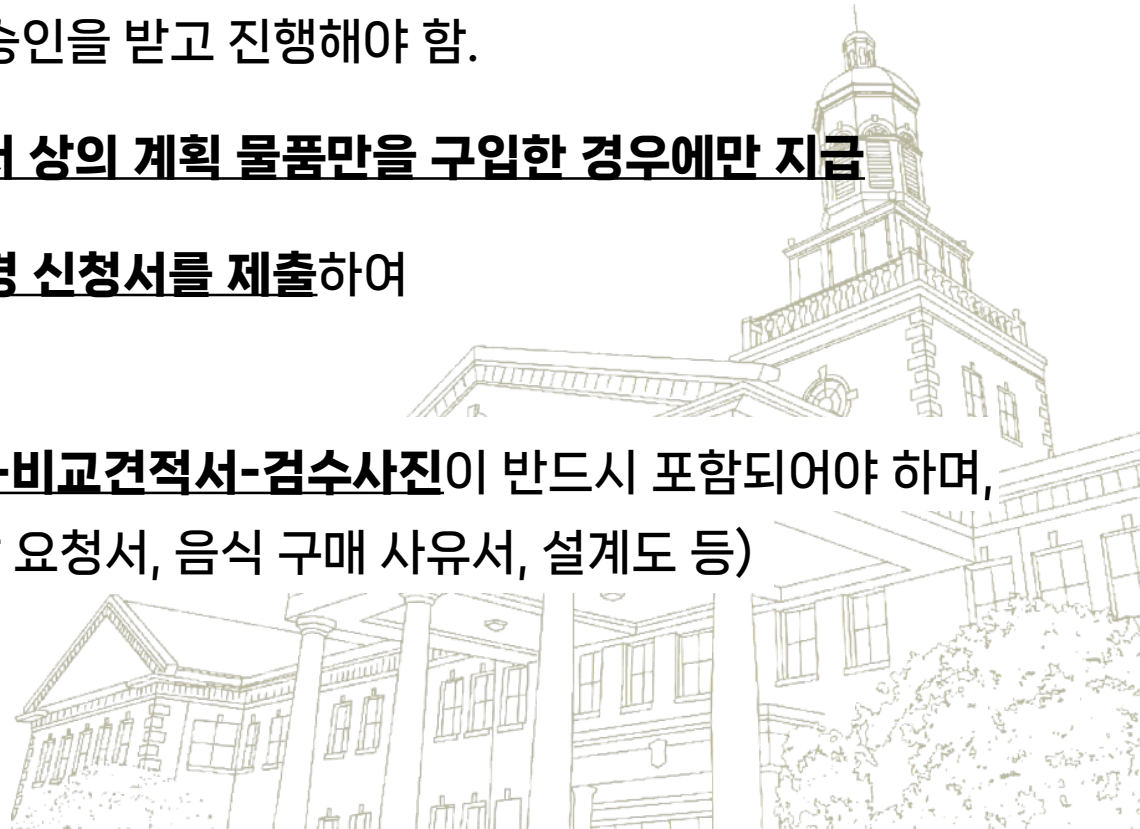 승인을 받고 진행해야 함.
상의 계획 물품만을 구입한 경우에만 지급
신청서를 제출하여
-비교견적서-검수사진이 반드시 포함되어야 하며,
요청서, 음식 구매 사유서, 설계도 등)